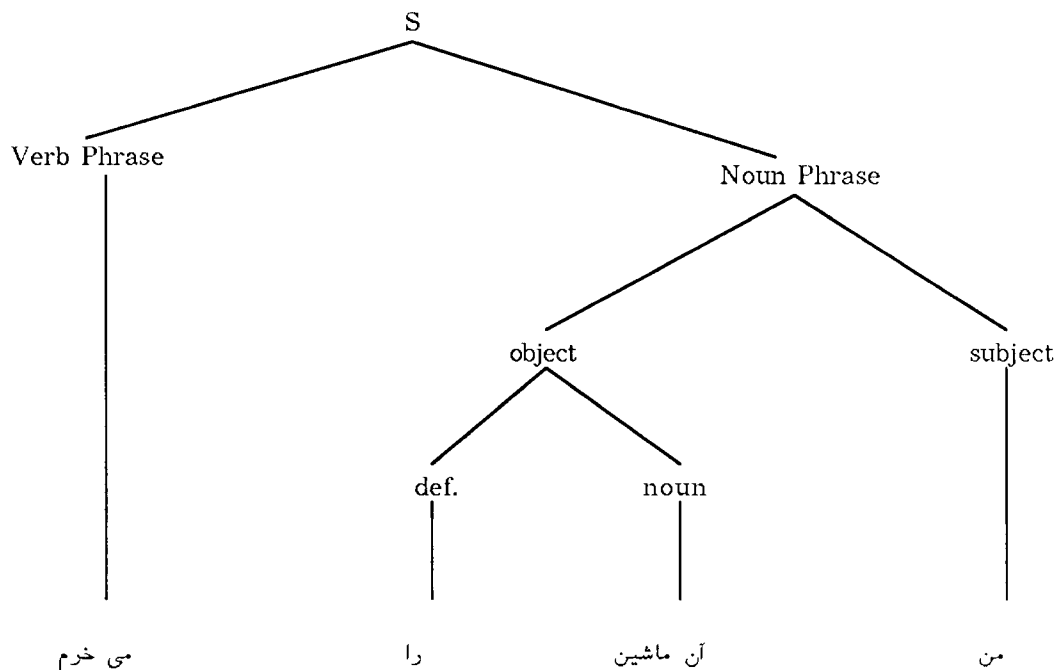 S
Verb Phrase
Noun Phrase
object
subject
def.
noun
من آن ماشین را می خرم